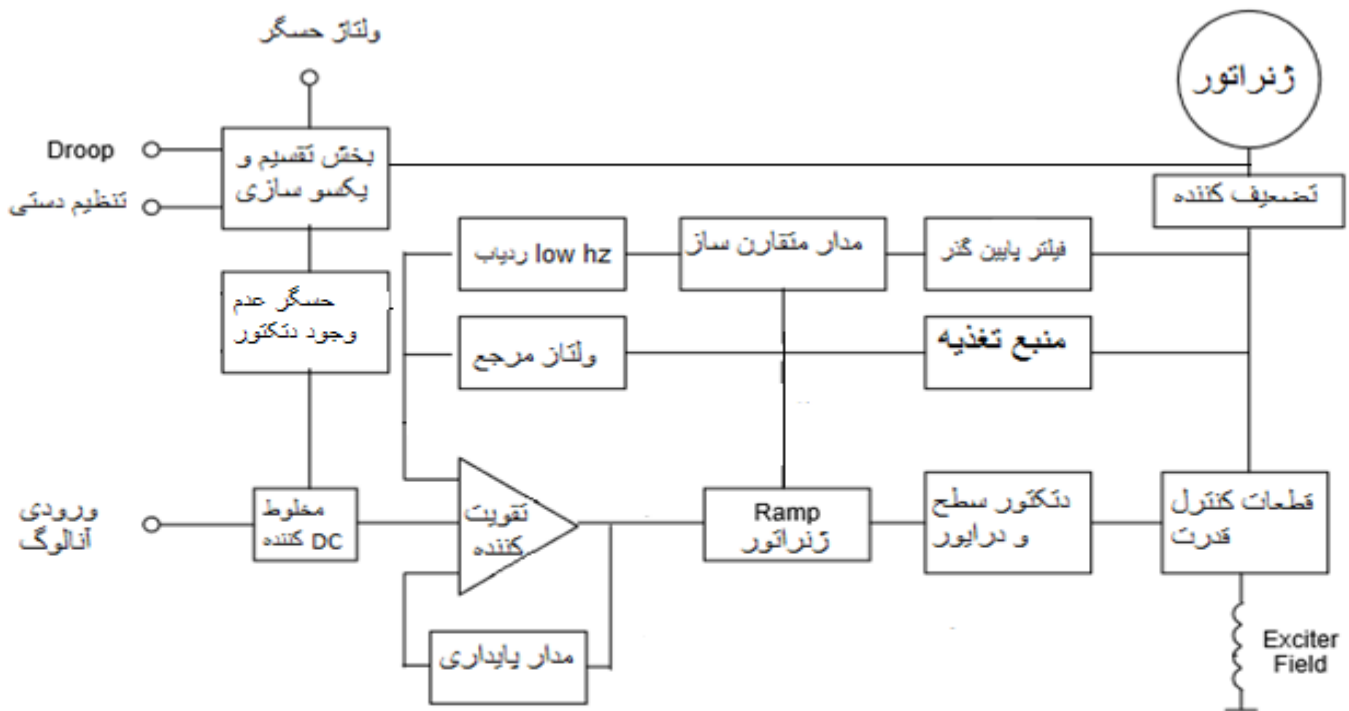 ولتاژ حسگر
ژنراتور
Droop
بخش تقسیم و
یکسو سازی
تنظیم دستی
تضعیف کننده
ردیاب low hz
مدار متقارن ساز
فیلتر پایین گذر
حسگر عدم
وجود دتکتور
ولتاز مرجع
منبع تغذیه
ورودی
آنالوگ
مخلوط
کننده DC
تقویت
کننده
Ramp
ژنراتور
دتکتور سطح
و درایور
قطعات کنترل
قدرت
مدار پایداری
Exciter
Field